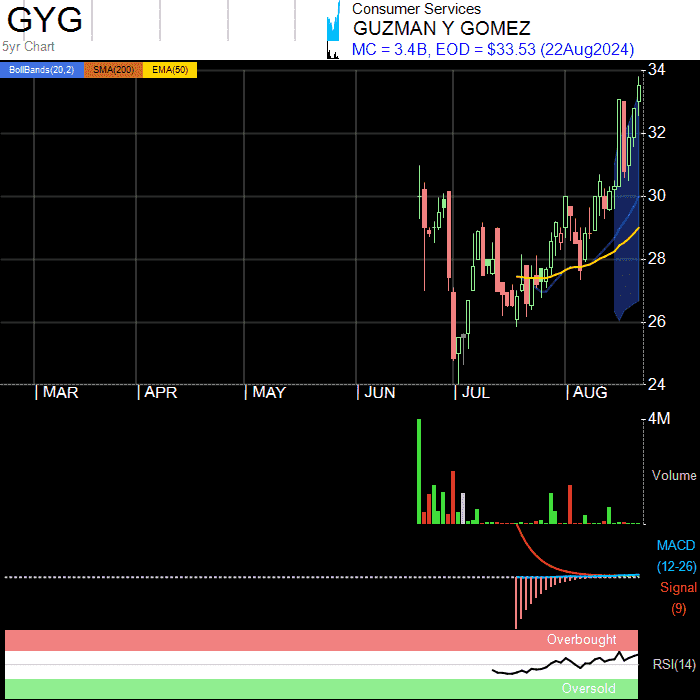 GYG
5yr Chart
Consumer Services
GUZMAN Y GOMEZ
MC = 3.4B, EOD = $33.53 (22Aug2024)
BollBands(20,2) SMA(200) EMA(50)
34
32
30
28
26
24
MAR APR MAY JUN JUL AUG
4M
Volume
MACD
(12-26)
Signal
(9)
Overbought
RSI(14)
Oversold